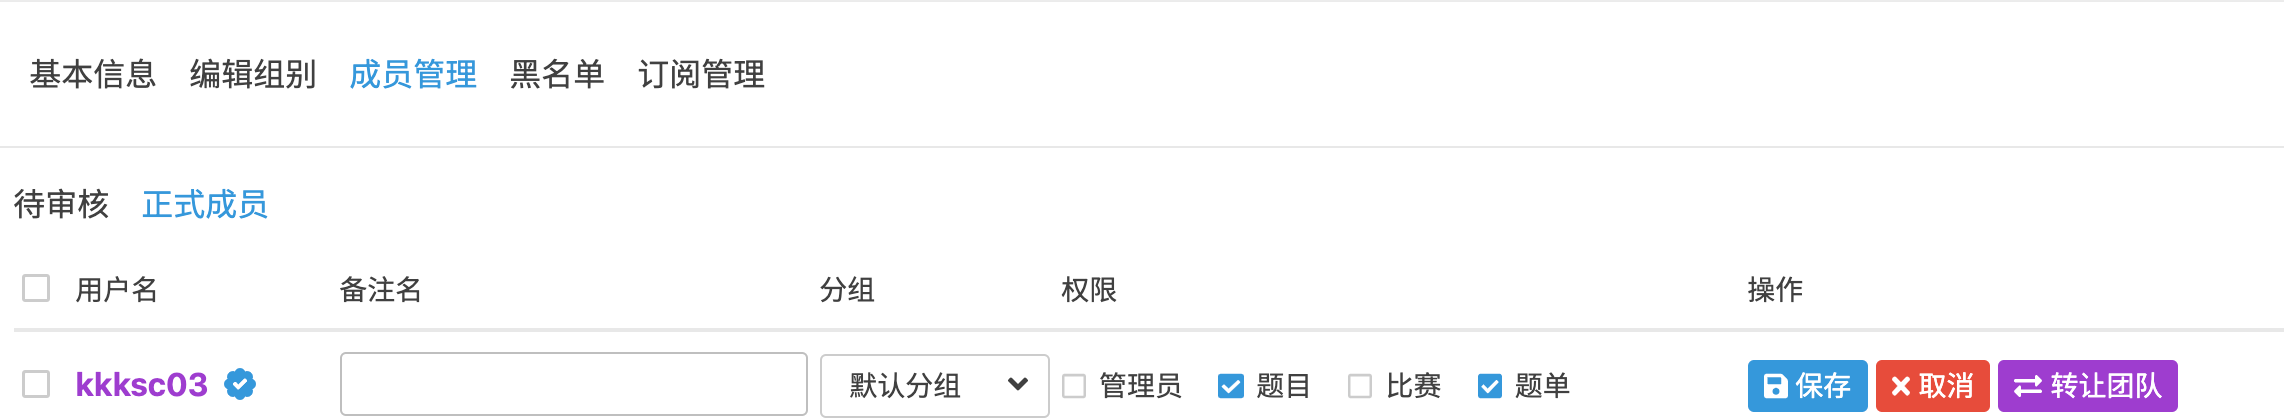 基本信息 编辑组别 成员管理 黑名单 订阅管理
待审核 正式成员
用户名 备注名 分组 权限 操作
kkksc03 默认分组 管理员 题目 比赛 题单 保存 取消 转让团队